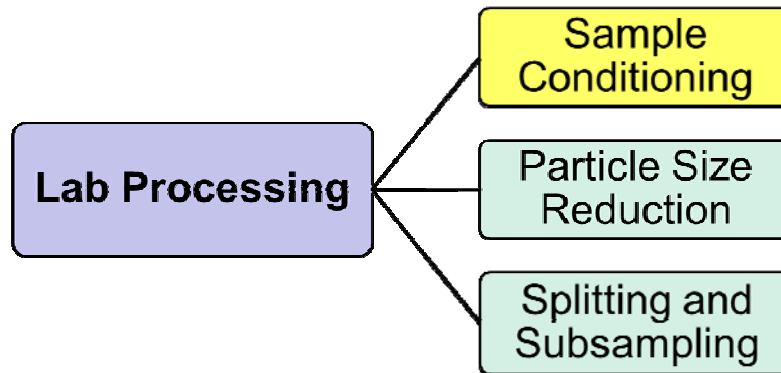 Sample
Conditioning
Lab Processing
Particle Size
Reduction
Splitting and
Subsampling